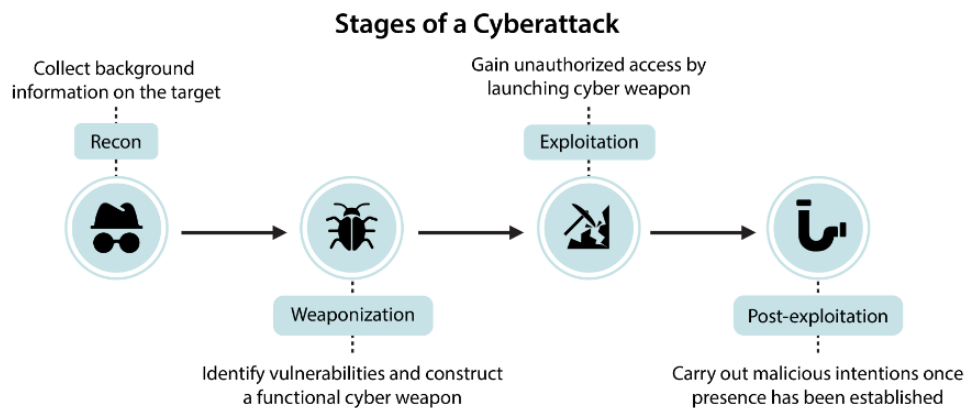 Stages of a Cyberattack
Collect background
information on the target
Recon
Weaponization
Identify vulnerabilities and construct
a functional cyber weapon
Gain unauthorized access by
launching cyber weapon
Exploitation
Post-exploitation
Carry out malicious intentions once
presence has been established